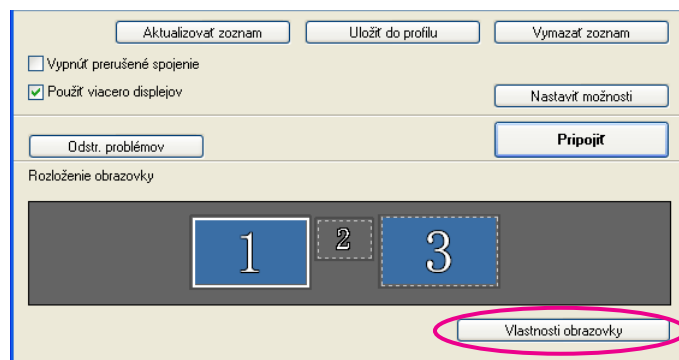 Aktualizovať zoznam Uložiť do profilu Vymazať zoznam
Vypnúť prerušené spojenie
Použiť viacero displejov Nastaviť možnosti
Odstr. problémov Pripojiť
Rozloženie obrazovky
1 2 3
Vlastnosti obrazovky